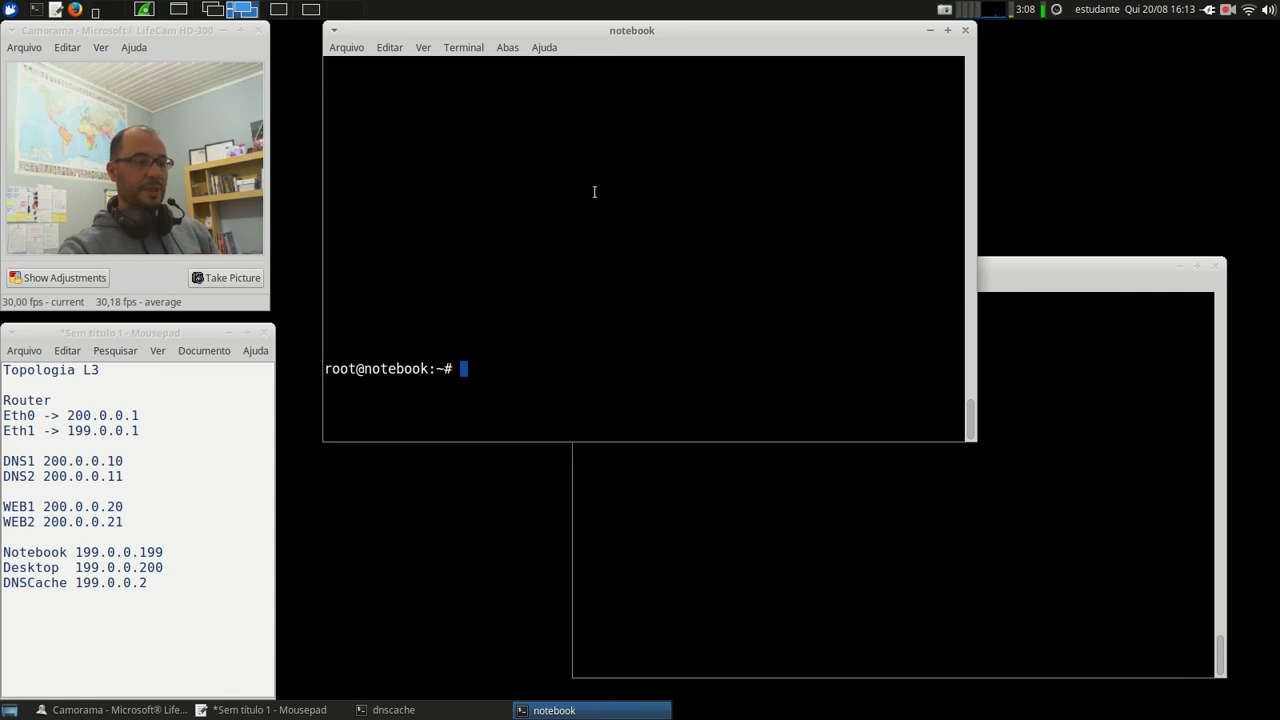 3:08
estudante Qui 20/08 16:13
Camorama - Microsoft® LifeCam HD-300
Arquivo Editar Ver Ajuda
Show Adjustments
Take Picture
30,00 fps - current 30,18 fps - average
*Sem título 1 - Mousepad
Arquivo Editar Pesquisar Ver Documento Ajuda
Topologia L3
Router
Eth0 -> 200.0.0.1
Eth1 -> 199.0.0.1
DNS1 200.0.0.10
DNS2 200.0.0.11
WEB1 200.0.0.20
WEB2 200.0.0.21
Notebook 199.0.0.199
Desktop 199.0.0.200
DNSCache 199.0.0.2
notebook
Arquivo Editar Ver Terminal Abas Ajuda
root@notebook:~#
Camorama - Microsoft® Life...
*Sem título 1 - Mousepad
dnscache
notebook